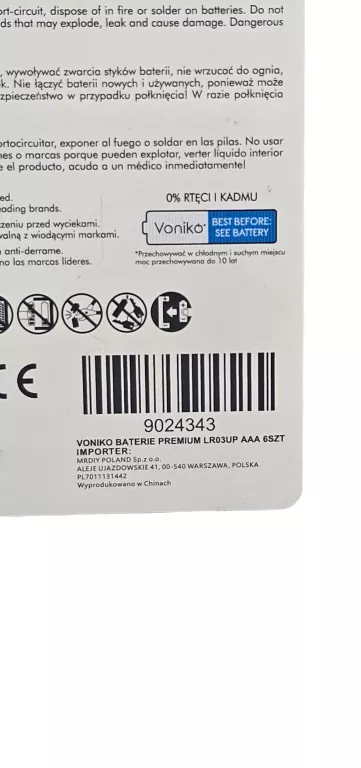 ort-circuit, dispose of in fire or solder on batteries. Do not
ds that may explode, leak and cause damage. Dangerous
, wywoływać zwarcia styków baterii, nie wrzucać do ognia,
k. Nie łączyć baterii nowych i używanych, ponieważ może
zpieczeństwo w przypadku połknięcia! W razie połknięcia
ortocircuitar, exponer al fuego o soldar en las pilas. No usar
nes o marcas porque pueden explotar, verter líquido interior
e el producto, acuda a un médico inmediatamente!
ed.
eading brands.
czeniu przed wyciekami.
walną z wiodącymi markami.
n anti-derrame.
no las marcas líderes.
0% RTĘCI I KADMU
Voniko®
BEST BEFORE:
SEE BATTERY
*Przechowywać w chłodnym i suchym miejscu
moc przechowywana do 10 lat
CE
9024343
VONIKO BATERIE PREMIUM LR03UP AAA 6SZT
IMPORTER:
MRDIY POLAND Sp.z o.o.
ALEJE UJAZDOWSKIE 41, 00-540 WARSZAWA, POLSKA
PL7011131442
Wyprodukowano w Chinach